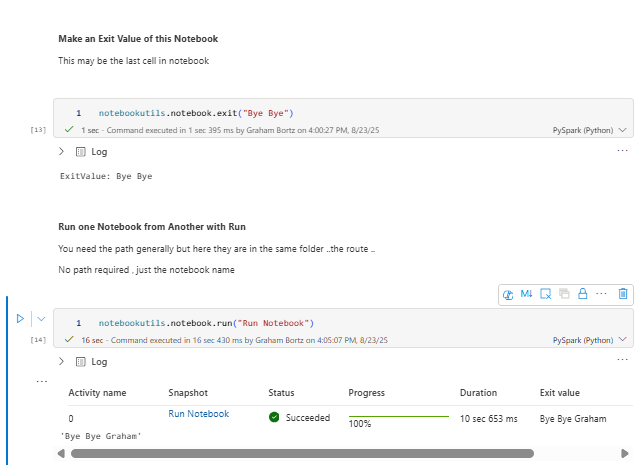 Make an Exit Value of this Notebook
This may be the last cell in notebook
1 notebookutils.notebook.exit("Bye Bye")
[13] 1 sec - Command executed in 1 sec 395 ms by Graham Bortz on 4:00:27 PM, 8/23/25 PySpark (Python)
Log
ExitValue: Bye Bye
Run one Notebook from Another with Run
You need the path generally but here they are in the same folder ..the route ..
No path required , just the notebook name
M↓
1 notebookutils.notebook.run("Run Notebook")
[14] 16 sec - Command executed in 16 sec 430 ms by Graham Bortz on 4:05:07 PM, 8/23/25 PySpark (Python)
Log
Activity name Snapshot Status Progress Duration Exit value
0 Run Notebook Succeeded 100% 10 sec 653 ms Bye Bye Graham
'Bye Bye Graham'